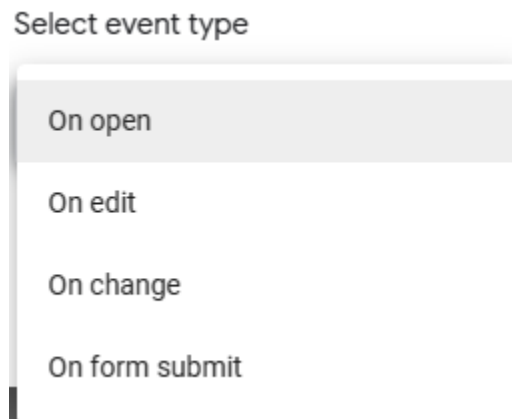 Select event type
On open
On edit
On change
On form submit